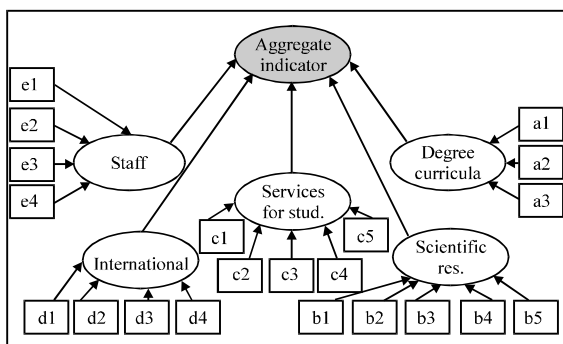 Aggregate
indicator
e1
e2
e3
e4
Staff
a1
a2
a3
Degree
curricula
Services
for stud.
c1
c2
c3
c4
c5
International
d1
d2
d3
d4
Scientific
res.
b1
b2
b3
b4
b5